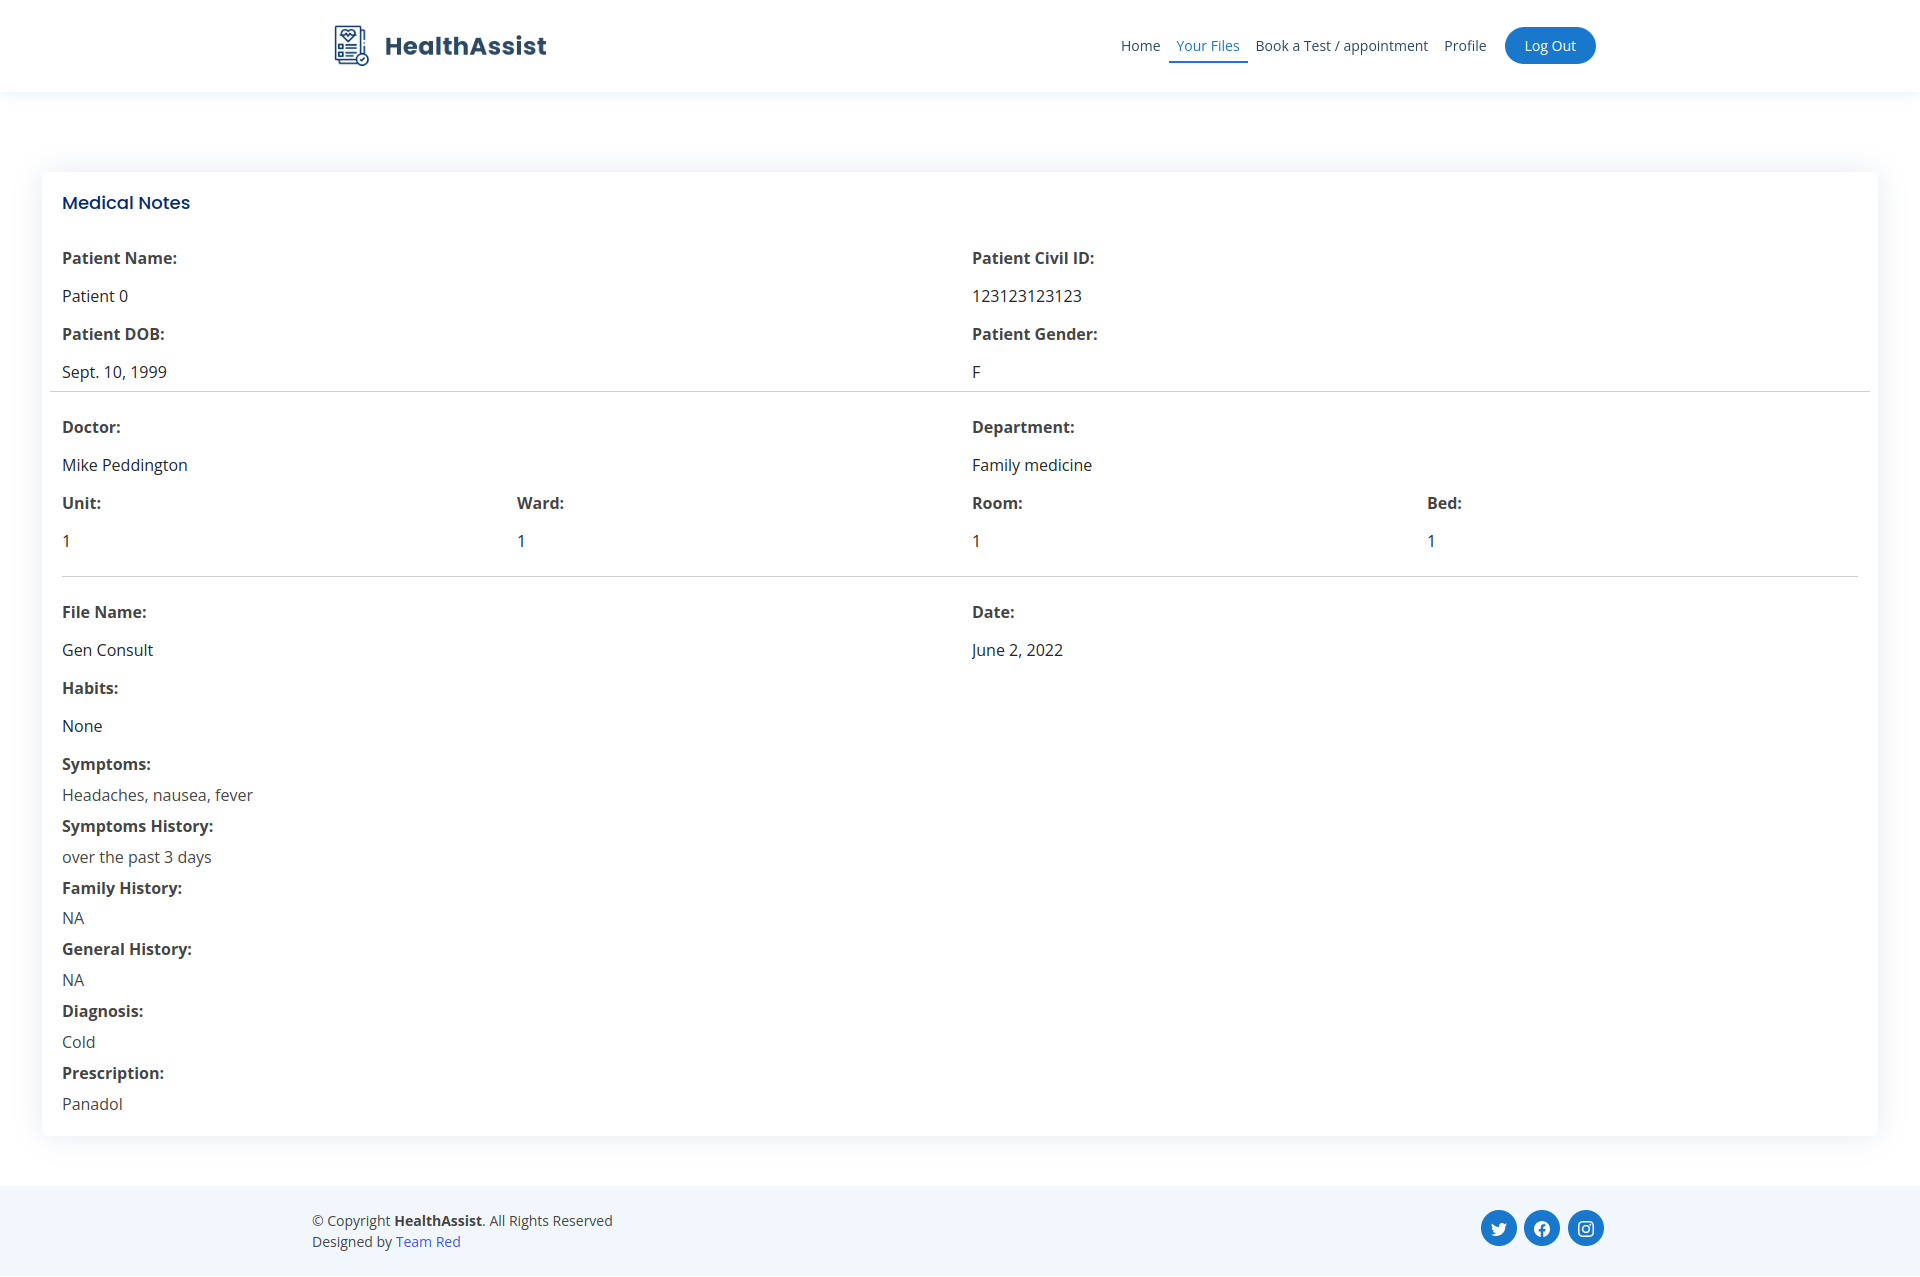 HealthAssist
Home Your Files Book a Test / appointment Profile Log Out
Medical Notes
Patient Name: Patient Civil ID:
Patient 0 123123123123
Patient DOB: Patient Gender:
Sept. 10, 1999 F
Doctor: Department:
Mike Peddington Family medicine
Unit: Ward: Room: Bed:
1 1 1 1
File Name: Date:
Gen Consult June 2, 2022
Habits:
None
Symptoms:
Headaches, nausea, fever
Symptoms History:
over the past 3 days
Family History:
NA
General History:
NA
Diagnosis:
Cold
Prescription:
Panadol
© Copyright HealthAssist. All Rights Reserved
Designed by Team Red